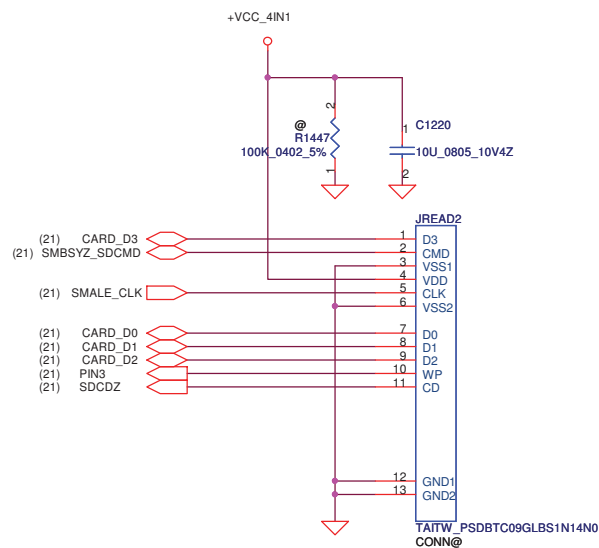 +VCC_4IN1
2
@
R1447
100K_0402_5%
1
1
C1220
10U_0805_10V4Z
2
JREAD2
(21) CARD_D3 1 D3
(21) SMBSYZ_SDCMD 2 CMD
3 VSS1
4 VDD
(21) SMALE_CLK 5 CLK
6 VSS2
(21) CARD_D0 7 D0
(21) CARD_D1 8 D1
(21) CARD_D2 9 D2
(21) PIN3 10 WP
(21) SDCDZ 11 CD
12 GND1
13 GND2
TAITW_PSDBTC09GLBS1N14N0
CONN@